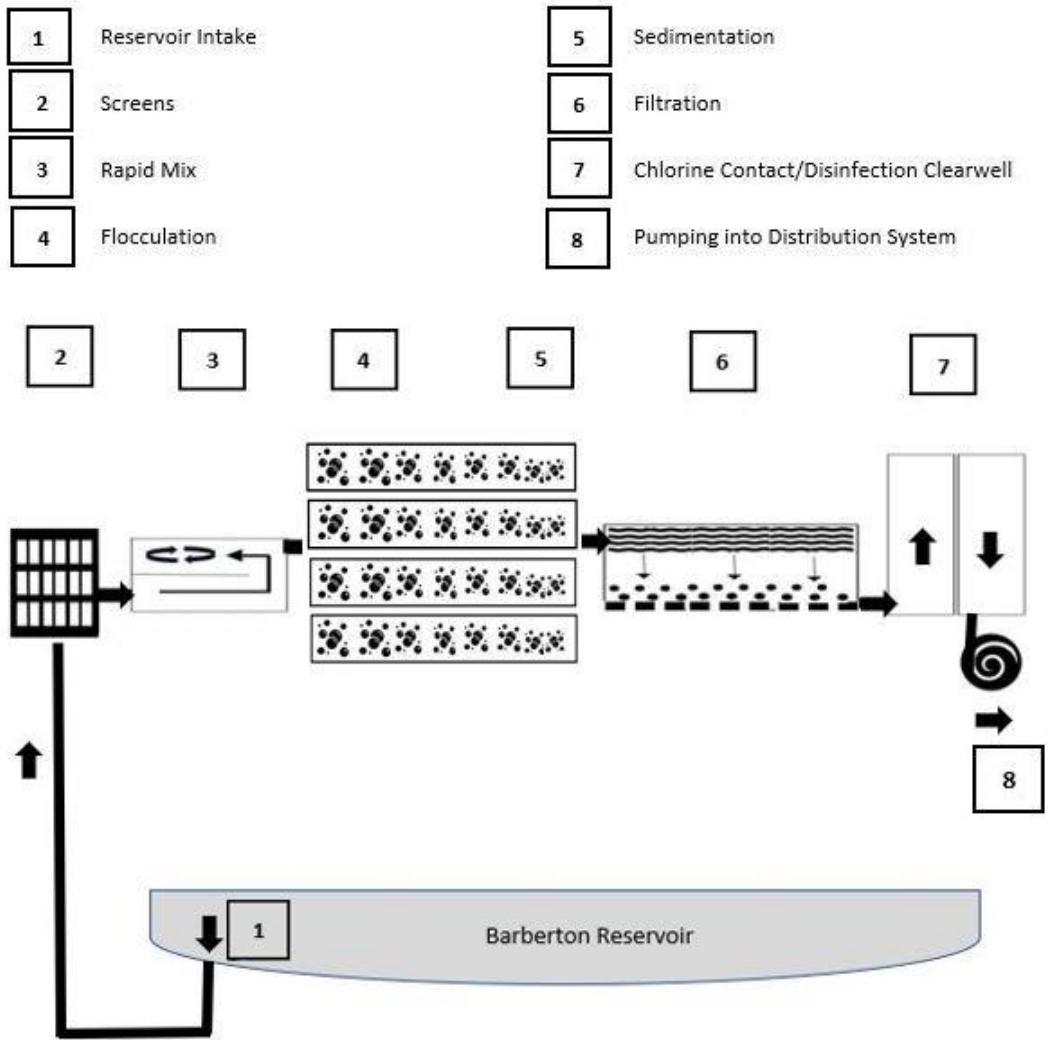 1 Reservoir Intake
2 Screens
3 Rapid Mix
4 Flocculation
5 Sedimentation
6 Filtration
7 Chlorine Contact/Disinfection Clearwell
8 Pumping into Distribution System
2 3 4 5 6 7
8
1 Barberton Reservoir